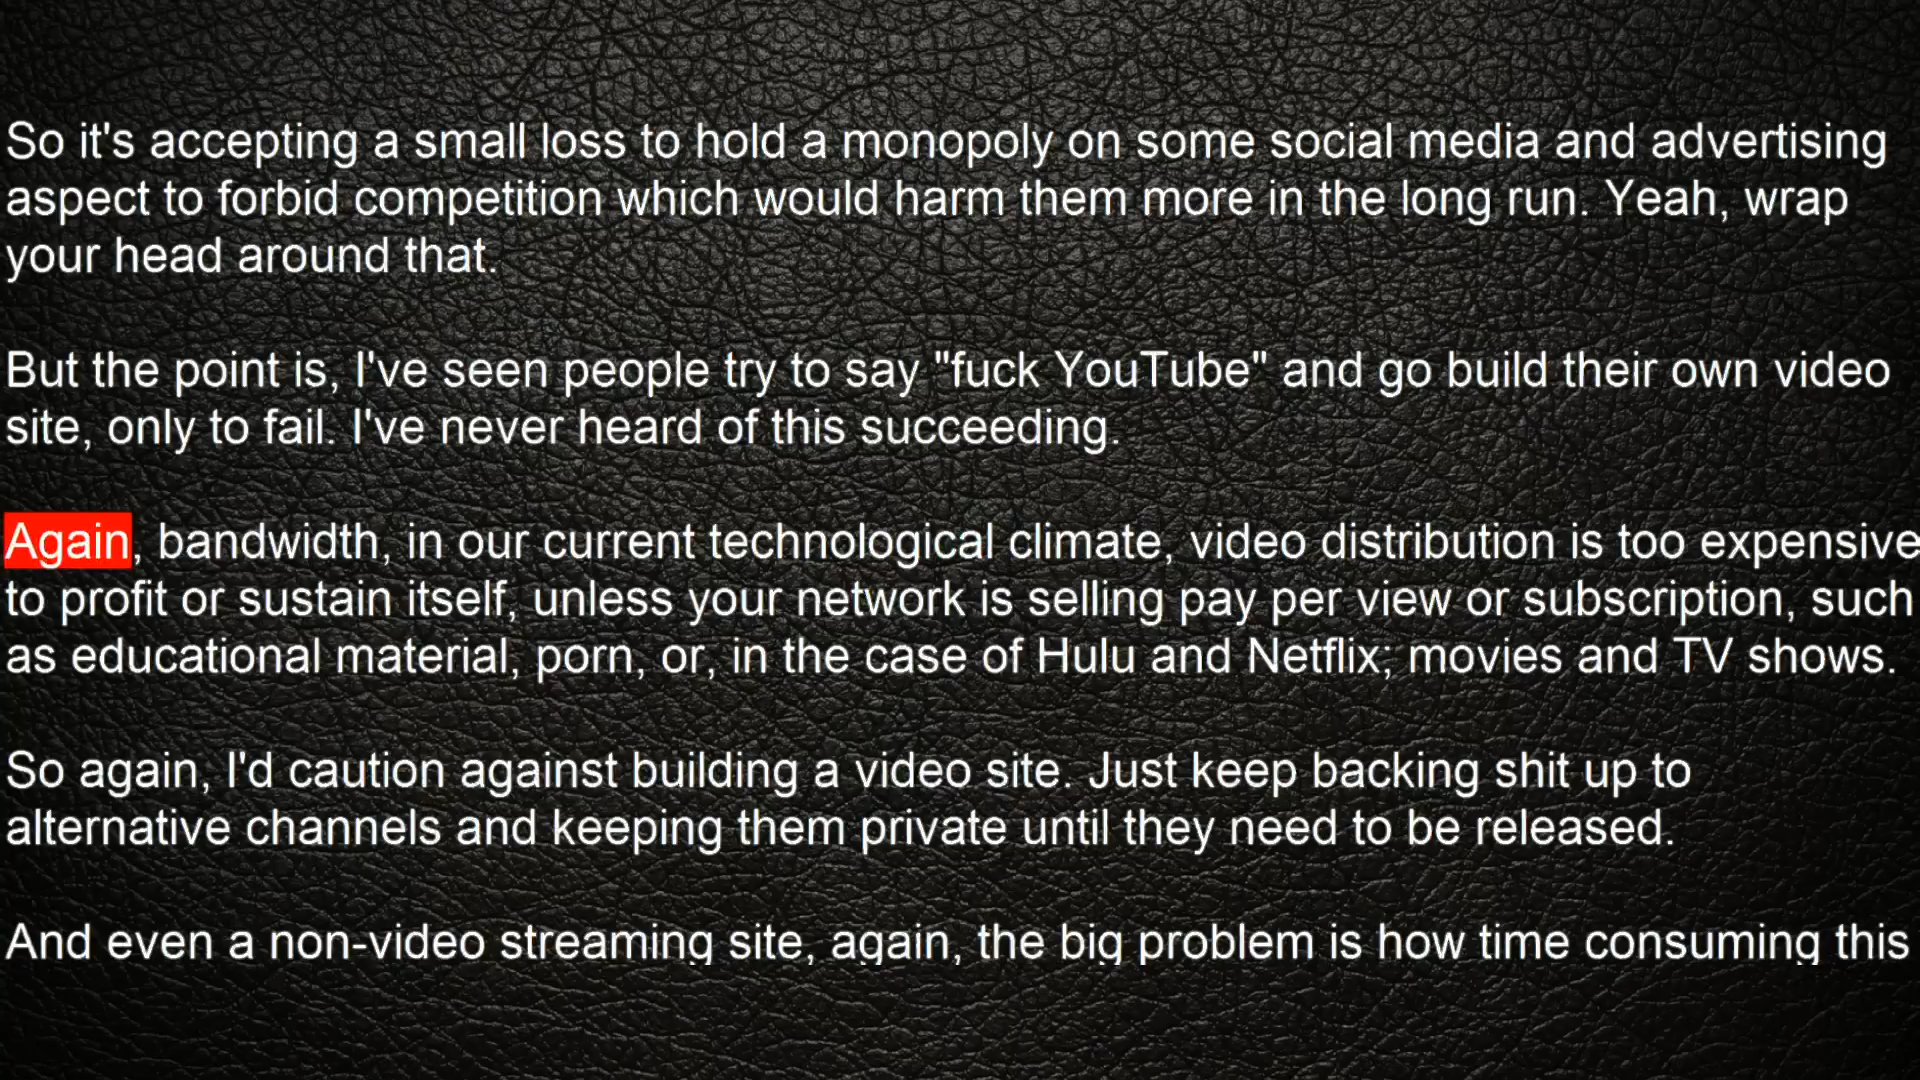 So it's accepting a small loss to hold a monopoly on some social media and advertising
aspect to forbid competition which would harm them more in the long run. Yeah, wrap
your head around that.
But the point is, I've seen people try to say "fuck YouTube" and go build their own video
site, only to fail. I've never heard of this succeeding.
Again, bandwidth, in our current technological climate, video distribution is too expensive
to profit or sustain itself, unless your network is selling pay per view or subscription, such
as educational material, porn, or, in the case of Hulu and Netflix; movies and TV shows.
So again, I'd caution against building a video site. Just keep backing shit up to
alternative channels and keeping them private until they need to be released.
And even a non-video streaming site, again, the big problem is how time consuming this